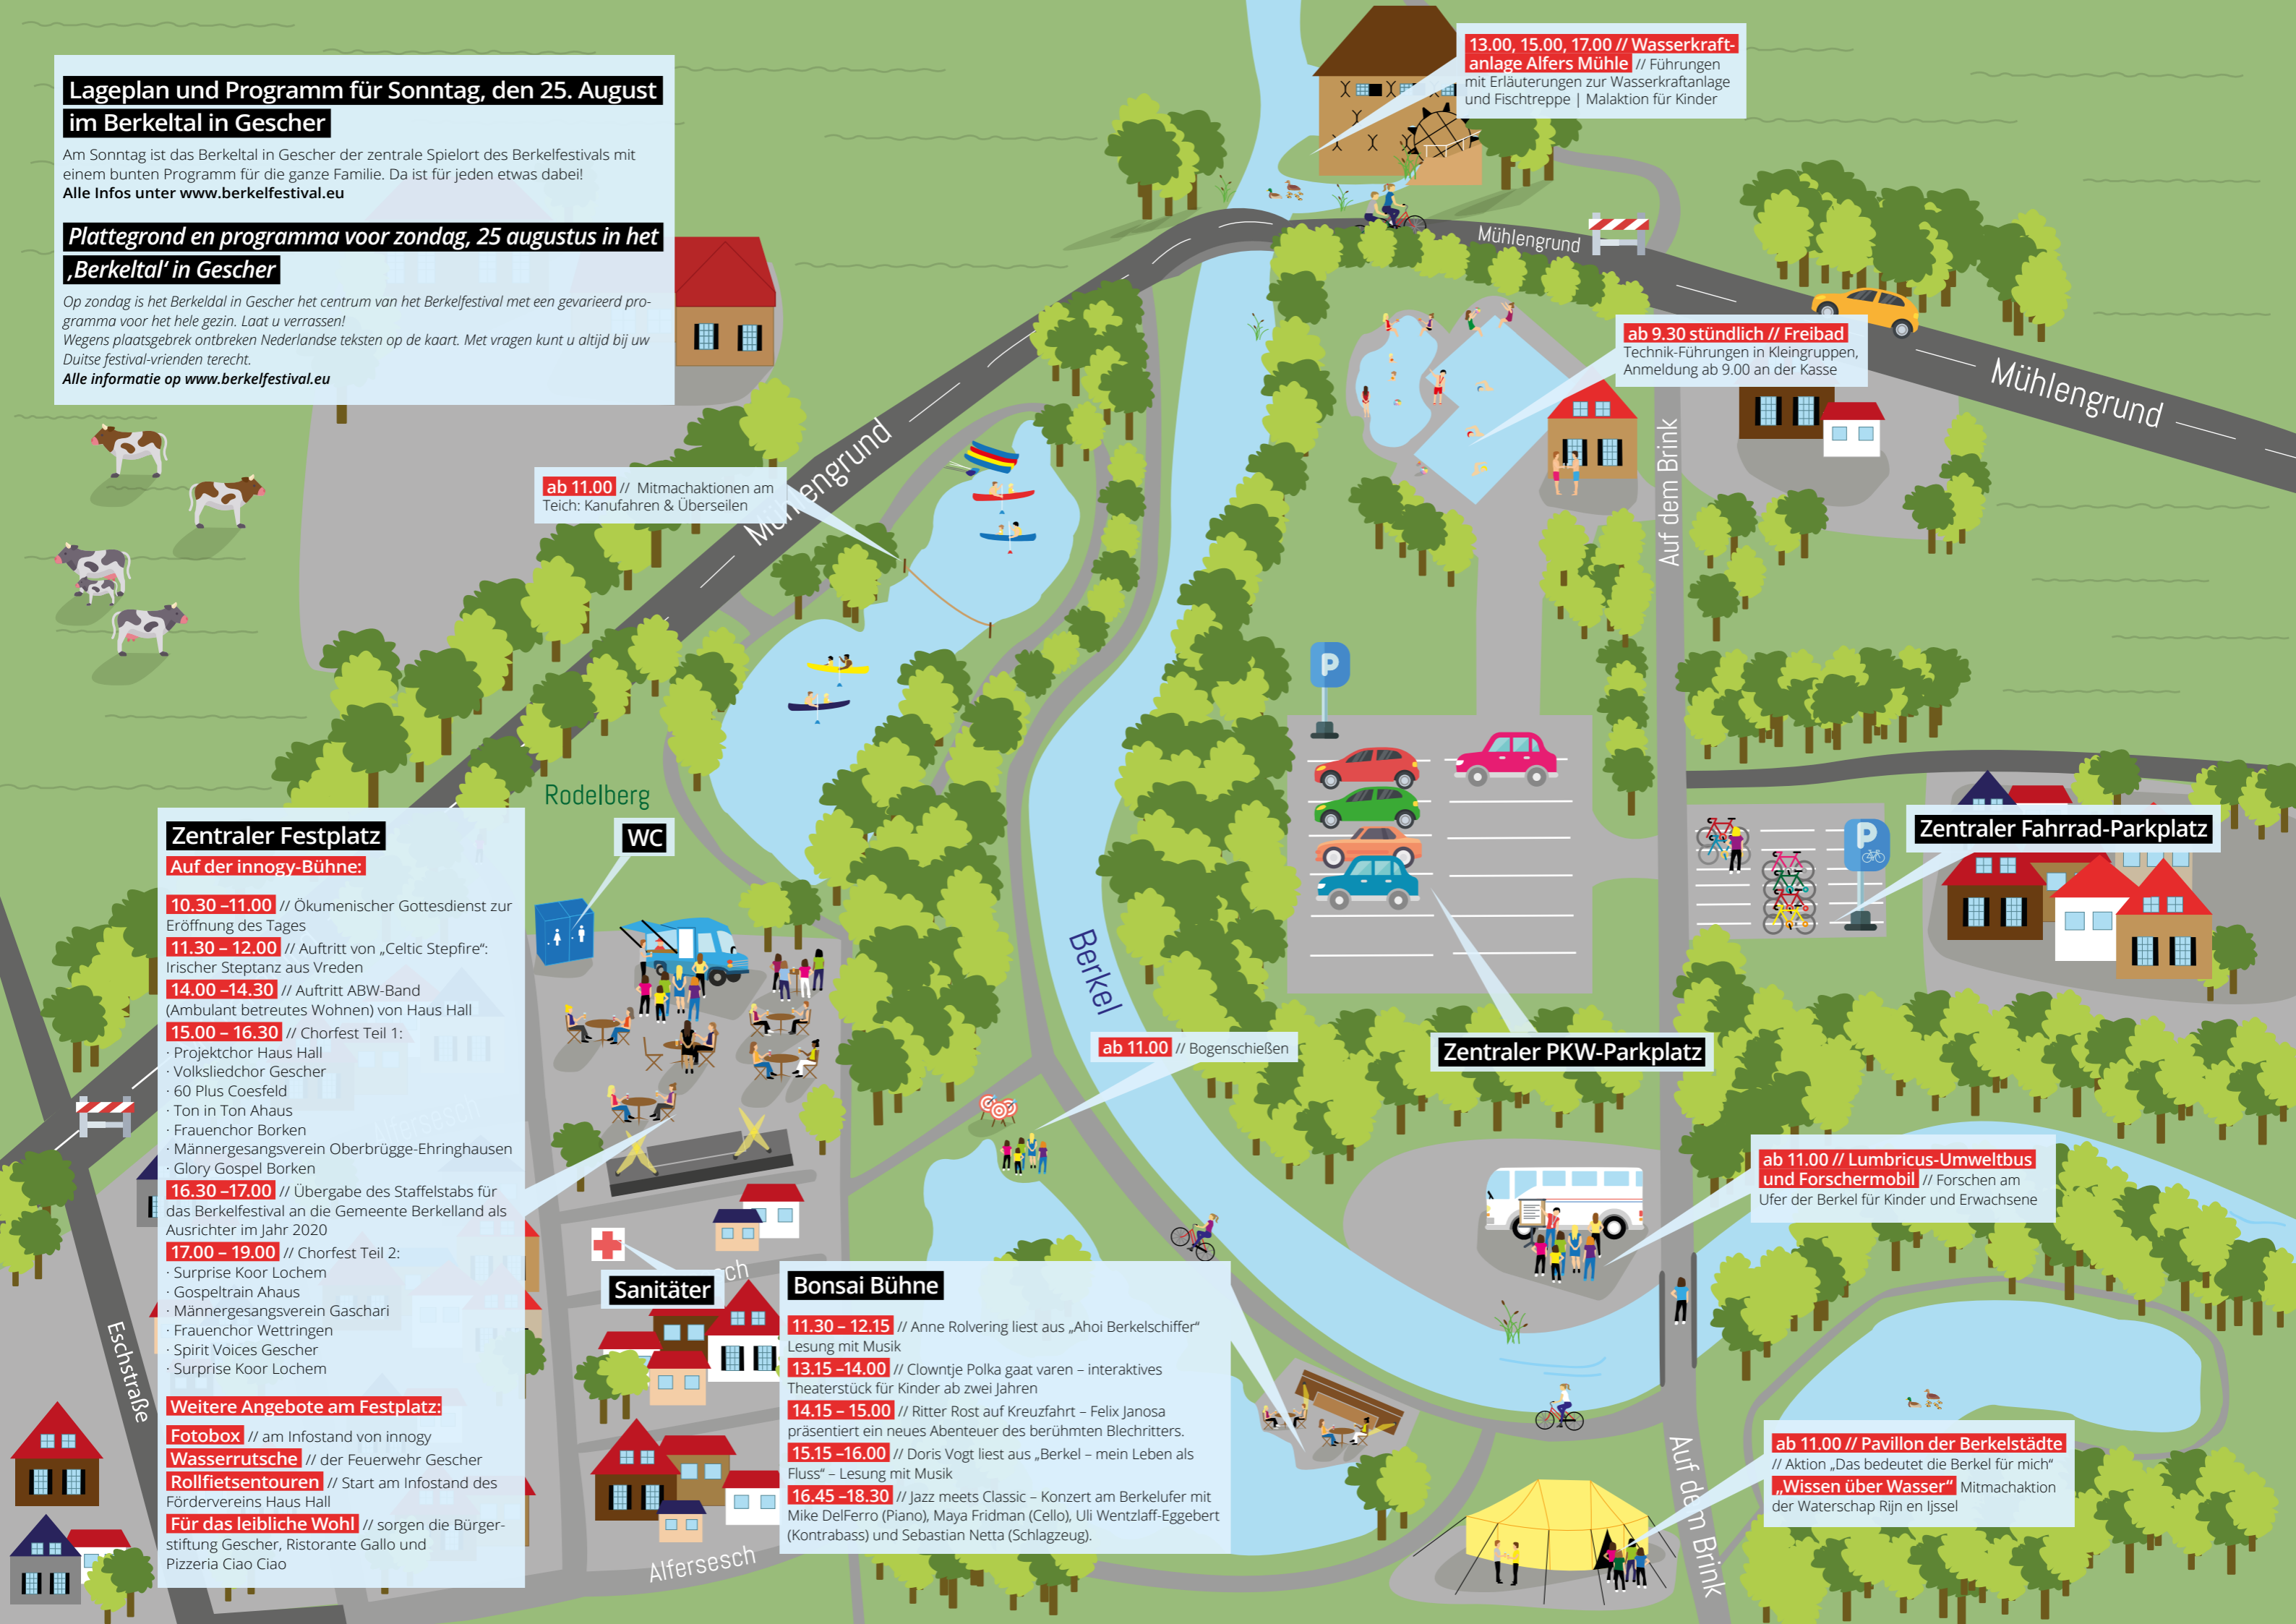 Lageplan und Programm für Sonntag, den 25. August
im Berkeltal in Gescher
Am Sonntag ist das Berkeltal in Gescher der zentrale Spielort des Berkelfestivals mit
einem bunten Programm für die ganze Familie. Da ist für jeden etwas dabei!
Alle Infos unter www.berkelfestival.eu
Plattegrond en programma voor zondag, 25 augustus in het
‚Berkeltal‘ in Gescher
Op zondag is het Berkeldal in Gescher het centrum van het Berkelfestival met een gevarieerd pro-
gramma voor het hele gezin. Laat u verrassen!
Wegens plaatsgebrek ontbreken Nederlandse teksten op de kaart. Met vragen kunt u altijd bij uw
Duitse festival-vrienden terecht.
Alle informatie op www.berkelfestival.eu
13.00, 15.00, 17.00 // Wasserkraft-
anlage Alfers Mühle // Führungen
mit Erläuterungen zur Wasserkraftanlage
und Fischtreppe | Malaktion für Kinder
Mühlengrund
ab 9.30 stündlich // Freibad
Technik-Führungen in Kleingruppen,
Anmeldung ab 9.00 an der Kasse
Mühlengrund
Auf dem Brink
ab 11.00 // Mitmachaktionen am
Teich: Kanufahren & Überseilen
Mühlengrund
P
Rodelberg
WC
P
Zentraler Fahrrad-Parkplatz
Berkel
Zentraler PKW-Parkplatz
ab 11.00 // Bogenschießen
ab 11.00 // Lumbricus-Umweltbus
und Forschermobil // Forschen am
Ufer der Berkel für Kinder und Erwachsene
Zentraler Festplatz
Auf der innogy-Bühne:
10.30 –11.00 // Ökumenischer Gottesdienst zur
Eröffnung des Tages
11.30 – 12.00 // Auftritt von „Celtic Stepfire“:
Irischer Steptanz aus Vreden
14.00 –14.30 // Auftritt ABW-Band
(Ambulant betreutes Wohnen) von Haus Hall
15.00 – 16.30 // Chorfest Teil 1:
· Projektchor Haus Hall
· Volksliedchor Gescher
· 60 Plus Coesfeld
· Ton in Ton Ahaus
· Frauenchor Borken
· Männergesangsverein Oberbrügge-Ehringhausen
· Glory Gospel Borken
16.30 –17.00 // Übergabe des Staffelstabs für
das Berkelfestival an die Gemeente Berkelland als
Ausrichter im Jahr 2020
17.00 – 19.00 // Chorfest Teil 2:
· Surprise Koor Lochem
· Gospeltrain Ahaus
· Männergesangsverein Gaschari
· Frauenchor Wettringen
· Spirit Voices Gescher
· Surprise Koor Lochem
Weitere Angebote am Festplatz:
Fotobox // am Infostand von innogy
Wasserrutsche // der Feuerwehr Gescher
Rollfietsentouren // Start am Infostand des
Fördervereins Haus Hall
Für das leibliche Wohl // sorgen die Bürger-
stiftung Gescher, Ristorante Gallo und
Pizzeria Ciao Ciao
Alfersesch
Eschstraße
Sanitäter
sch
Bonsai Bühne
11.30 – 12.15 // Anne Rolvering liest aus „Ahoi Berkelschiffer“
Lesung mit Musik
13.15 –14.00 // Clowntje Polka gaat varen – interaktives
Theaterstück für Kinder ab zwei Jahren
14.15 – 15.00 // Ritter Rost auf Kreuzfahrt – Felix Janosa
präsentiert ein neues Abenteuer des berühmten Blechritters.
15.15 –16.00 // Doris Vogt liest aus „Berkel – mein Leben als
Fluss“ – Lesung mit Musik
16.45 –18.30 // Jazz meets Classic – Konzert am Berkelufer mit
Mike DelFerro (Piano), Maya Fridman (Cello), Uli Wentzlaff-Eggebert
(Kontrabass) und Sebastian Netta (Schlagzeug).
Alfersesch
ab 11.00 // Pavillon der Berkelstädte
// Aktion „Das bedeutet die Berkel für mich“
„Wissen über Wasser“ Mitmachaktion
der Waterschap Rijn en Ijssel
Auf dem Brink